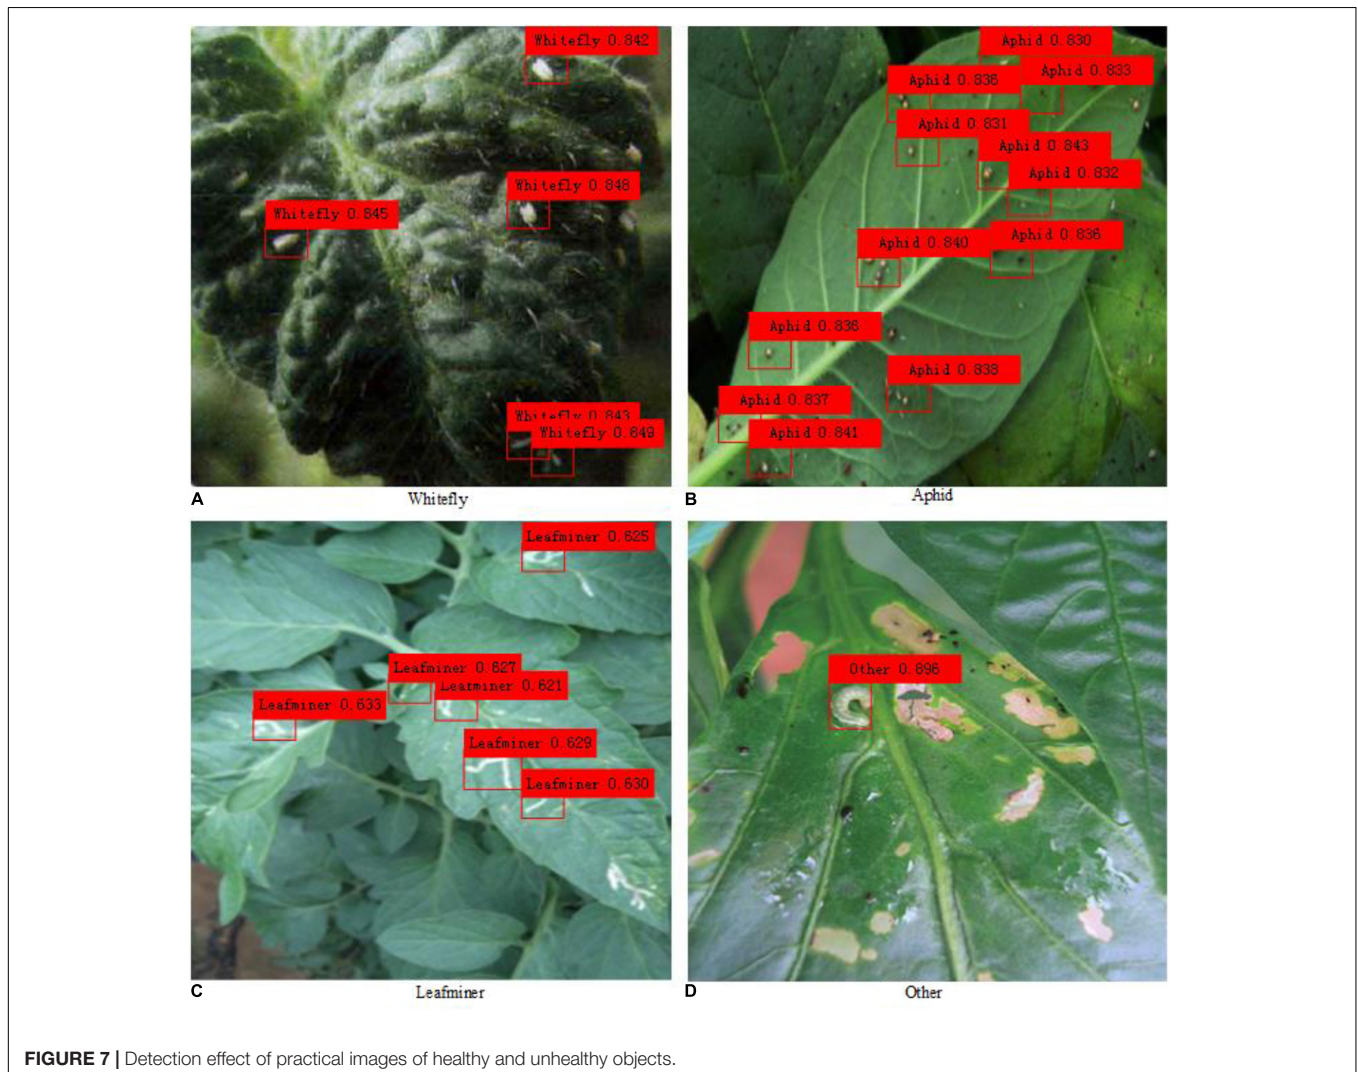 Whitefly 0.842
Whitefly 0.848
Whitefly 0.845
Whitefly 0.843
Whitefly 0.849
A
Whitefly
Aphid 0.830
Aphid 0.833
Aphid 0.836
Aphid 0.831
Aphid 0.843
Aphid 0.832
Aphid 0.836
Aphid 0.840
Aphid 0.836
Aphid 0.838
Aphid 0.837
Aphid 0.841
B
Aphid
Leafminer 0.625
Leafminer 0.627
Leafminer 0.621
Leafminer 0.633
Leafminer 0.629
Leafminer 0.630
C
Leafminer
Other 0.896
D
Other
FIGURE 7 | Detection effect of practical images of healthy and unhealthy objects.